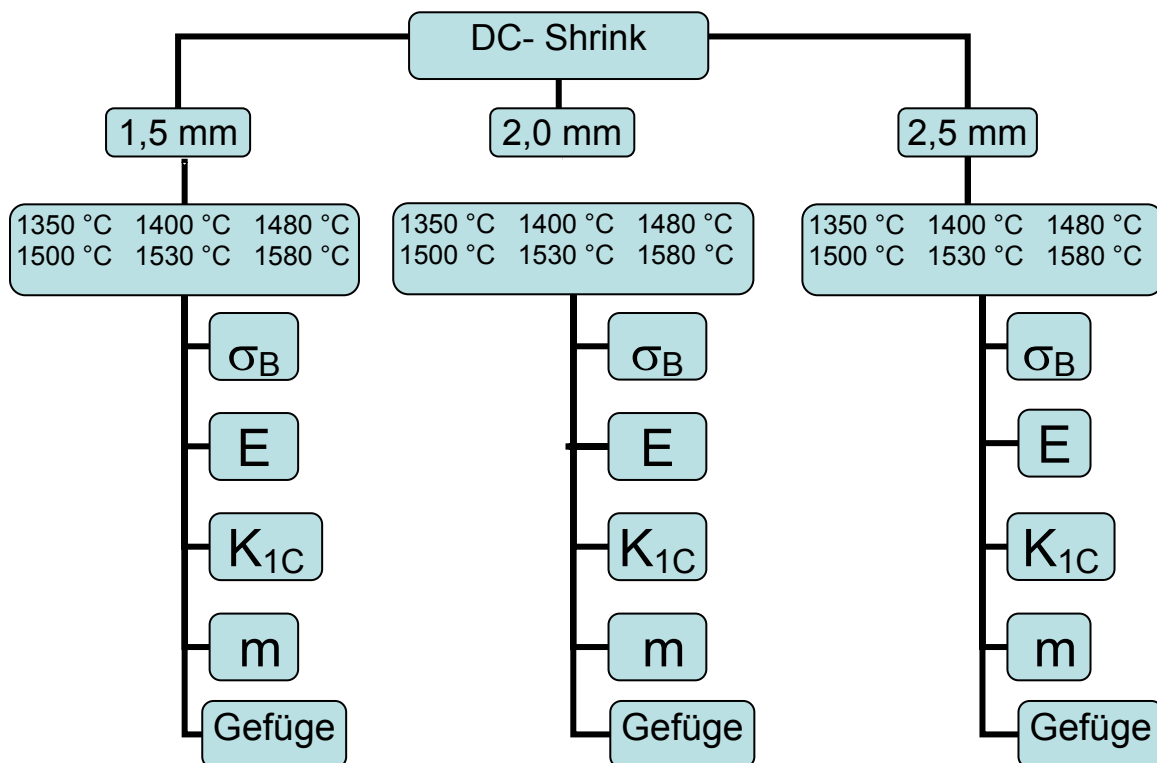 DC- Shrink
1,5 mm
2,0 mm
2,5 mm
1350 °C 1400 °C 1480 °C
1500 °C 1530 °C 1580 °C
1350 °C 1400 °C 1480 °C
1500 °C 1530 °C 1580 °C
1350 °C 1400 °C 1480 °C
1500 °C 1530 °C 1580 °C
σB
σB
σB
E
E
E
K1C
K1C
K1C
m
m
m
Gefüge
Gefüge
Gefüge